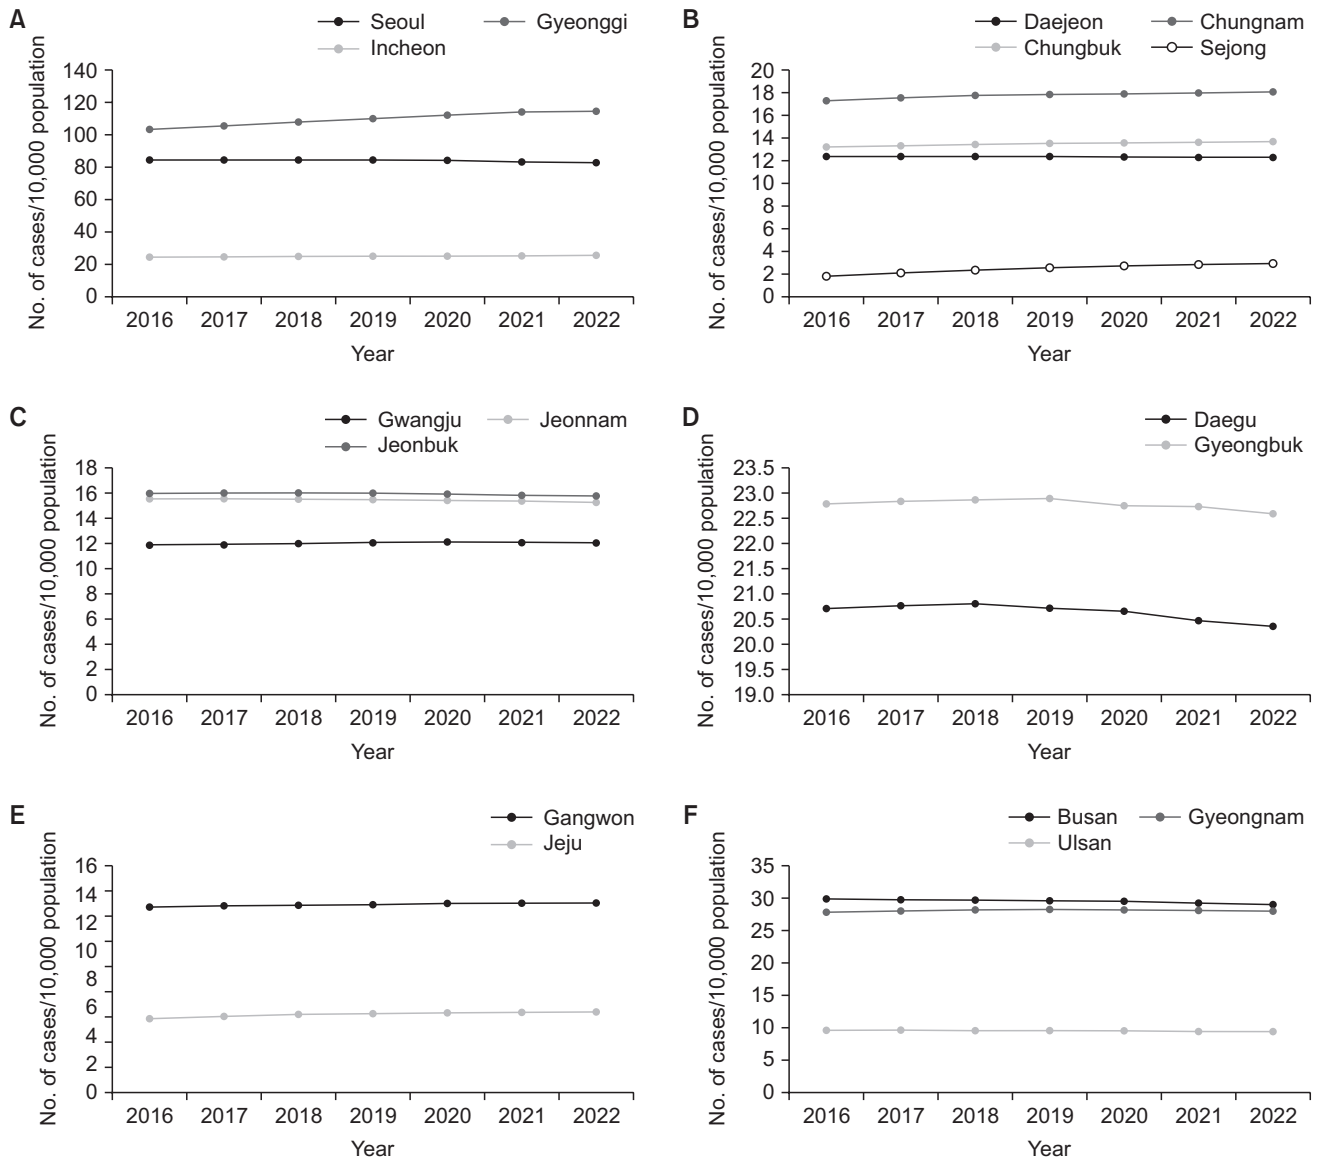 A
Seoul Gyeonggi
Incheon
No. of cases/10,000 population
140
120
100
80
60
40
20
0
2016 2017 2018 2019 2020 2021 2022
Year
B
Daejeon Chungnam
Chungbuk Sejong
No. of cases/10,000 population
20
18
16
14
12
10
8
6
4
2
0
2016 2017 2018 2019 2020 2021 2022
Year
C
Gwangju Jeonnam
Jeonbuk
No. of cases/10,000 population
18
16
14
12
10
8
6
4
2
0
2016 2017 2018 2019 2020 2021 2022
Year
D
Daegu
Gyeongbuk
No. of cases/10,000 population
23.5
23.0
22.5
22.0
21.5
21.0
20.5
20.0
19.5
19.0
2016 2017 2018 2019 2020 2021 2022
Year
E
Gangwon
Jeju
No. of cases/10,000 population
16
14
12
10
8
6
4
2
0
2016 2017 2018 2019 2020 2021 2022
Year
F
Busan Gyeongnam
Ulsan
No. of cases/10,000 population
35
30
25
20
15
10
5
0
2016 2017 2018 2019 2020 2021 2022
Year